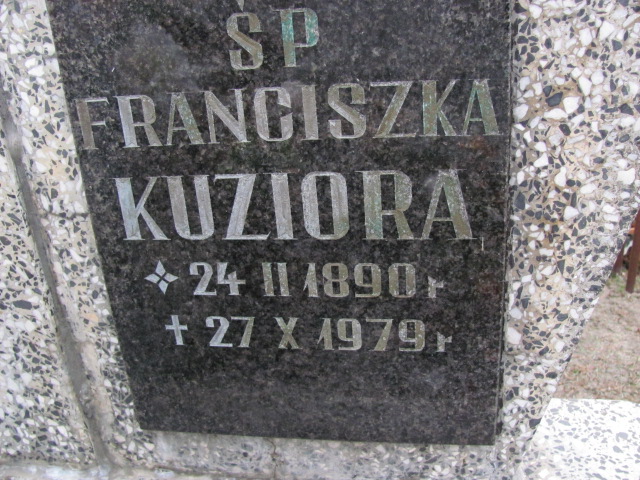 ŚP
FRANCISZKA
KUZIORA
24 II 1890 r
27 X 1979 r